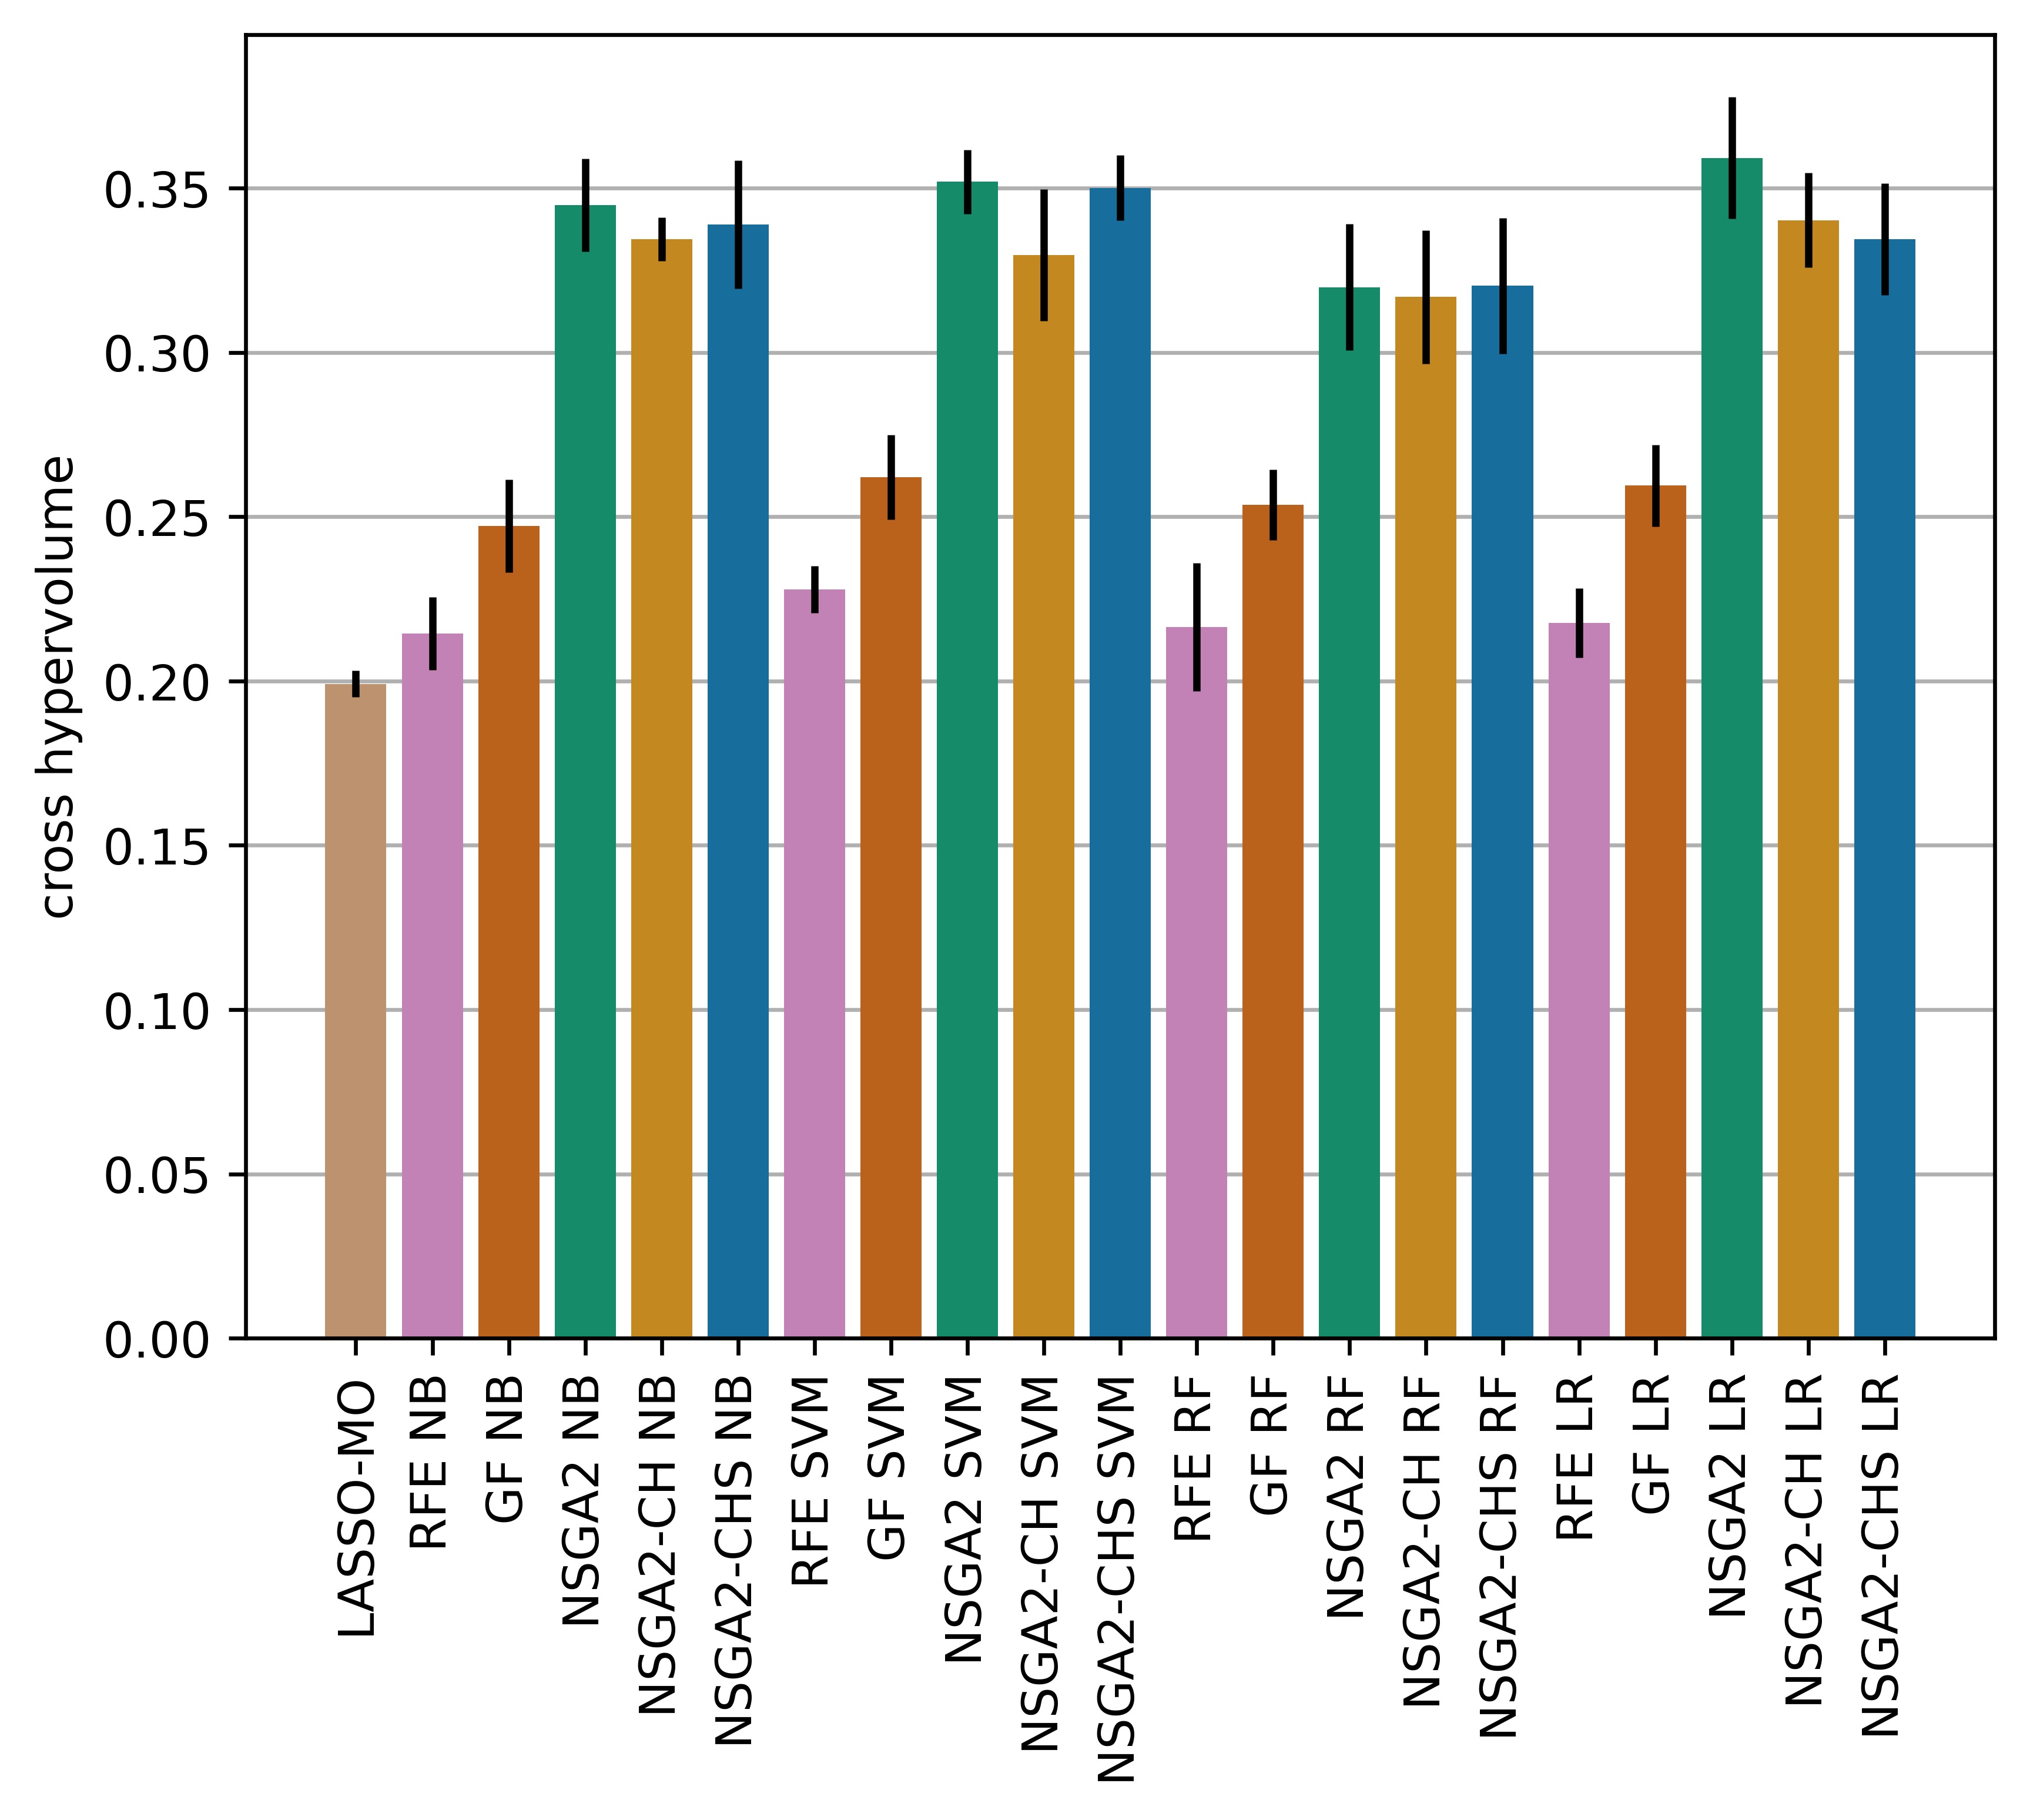 cross hypervolume
0.35
0.30
0.25
0.20
0.15
0.10
0.05
0.00
LASSO-MO
RFE NB
GF NB
NSGA2 NB
NSGA2-CH NB
NSGA2-CHS NB
RFE SVM
GF SVM
NSGA2 SVM
NSGA2-CH SVM
NSGA2-CHS SVM
RFE RF
GF RF
NSGA2 RF
NSGA2-CH RF
NSGA2-CHS RF
RFE LR
GF LR
NSGA2 LR
NSGA2-CH LR
NSGA2-CHS LR